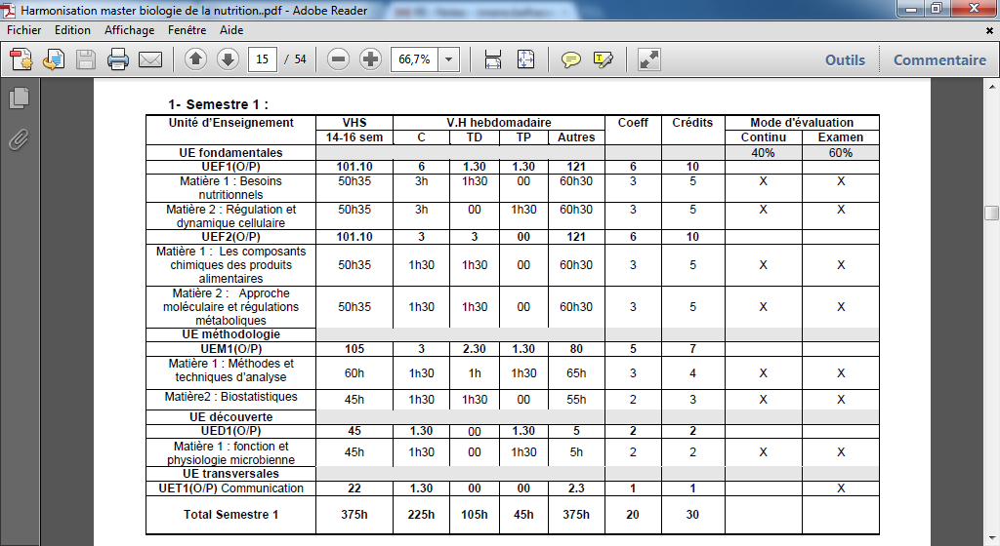 Harmonisation master biologie de la nutrition..pdf - Adobe Reader
Fichier Edition Affichage Fenêtre Aide
15 / 54 66,7% Outils Commentaire
1- Semestre 1 :
Unité d'Enseignement VHS V.H hebdomadaire Coeff Crédits Mode d'évaluation
14-16 sem C TD TP Autres Continu Examen
UE fondamentales 40% 60%
UEF1(O/P) 101.10 6 1.30 1.30 121 6 10
Matière 1 : Besoins 50h35 3h 1h30 00 60h30 3 5 X X
nutritionnels
Matière 2 : Régulation et 50h35 3h 00 1h30 60h30 3 5 X X
dynamique cellulaire
UEF2(O/P) 101.10 3 3 00 121 6 10
Matière 1 : Les composants
chimiques des produits 50h35 1h30 1h30 00 60h30 3 5 X X
alimentaires
Matière 2 : Approche
moléculaire et régulations 50h35 1h30 1h30 00 60h30 3 5 X X
métaboliques
UE méthodologie
UEM1(O/P) 105 3 2.30 1.30 80 5 7
Matière 1 : Méthodes et
techniques d'analyse 60h 1h30 1h 1h30 65h 3 4 X X
Matière2 : Biostatistiques 45h 1h30 1h30 00 55h 2 3 X X
UE découverte
UED1(O/P) 45 1.30 00 1.30 5 2 2
Matière 1 : fonction et 45h 1h30 00 1h30 5h 2 2 X X
physiologie microbienne
UE transversales
UET1(O/P) Communication 22 1.30 00 00 2.3 1 1 X
Total Semestre 1 375h 225h 105h 45h 375h 20 30